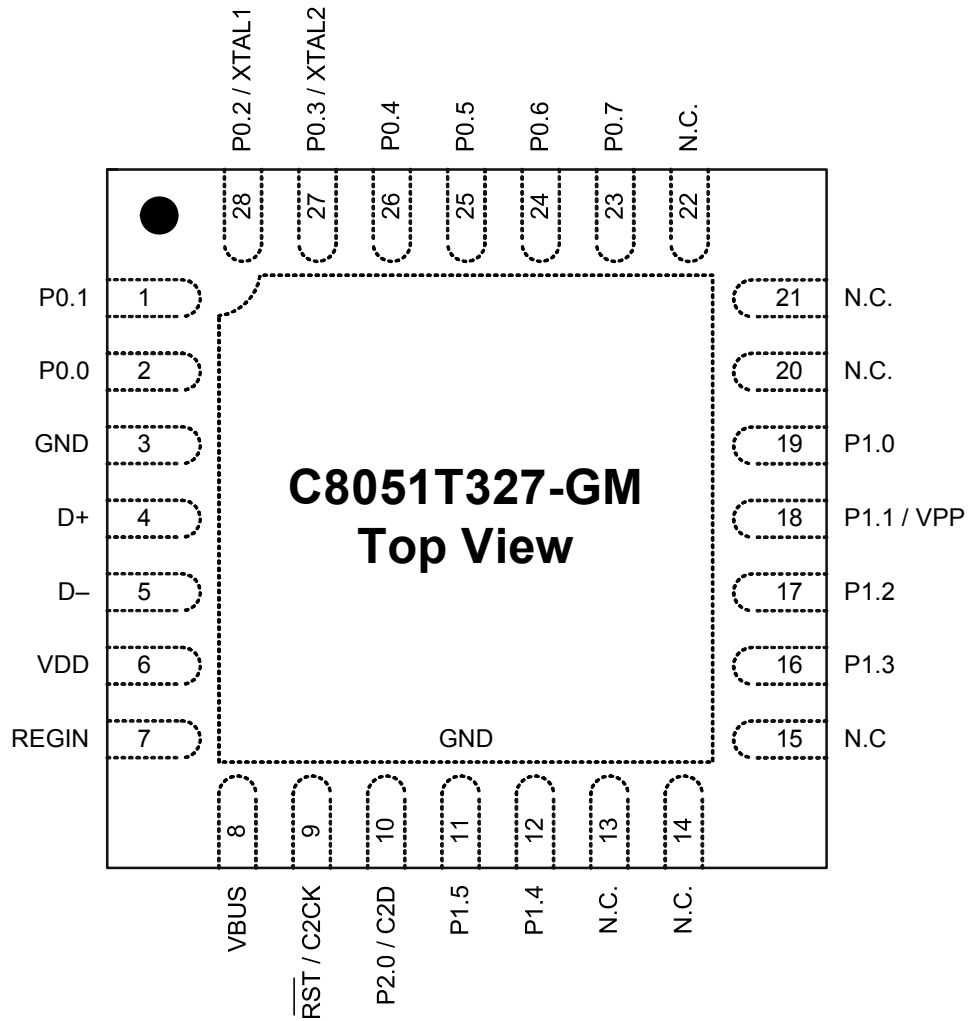 P0.2 / XTAL1
P0.3 / XTAL2
P0.4
P0.5
P0.6
P0.7
N.C.
28
27
26
25
24
23
22
P0.1 1
P0.0 2
GND 3
D+ 4
D– 5
VDD 6
REGIN 7
C8051T327-GM
Top View
GND
21 N.C.
20 N.C.
19 P1.0
18 P1.1 / VPP
17 P1.2
16 P1.3
15 N.C
8
9
10
11
12
13
14
VBUS
RST / C2CK
P2.0 / C2D
P1.5
P1.4
N.C.
N.C.